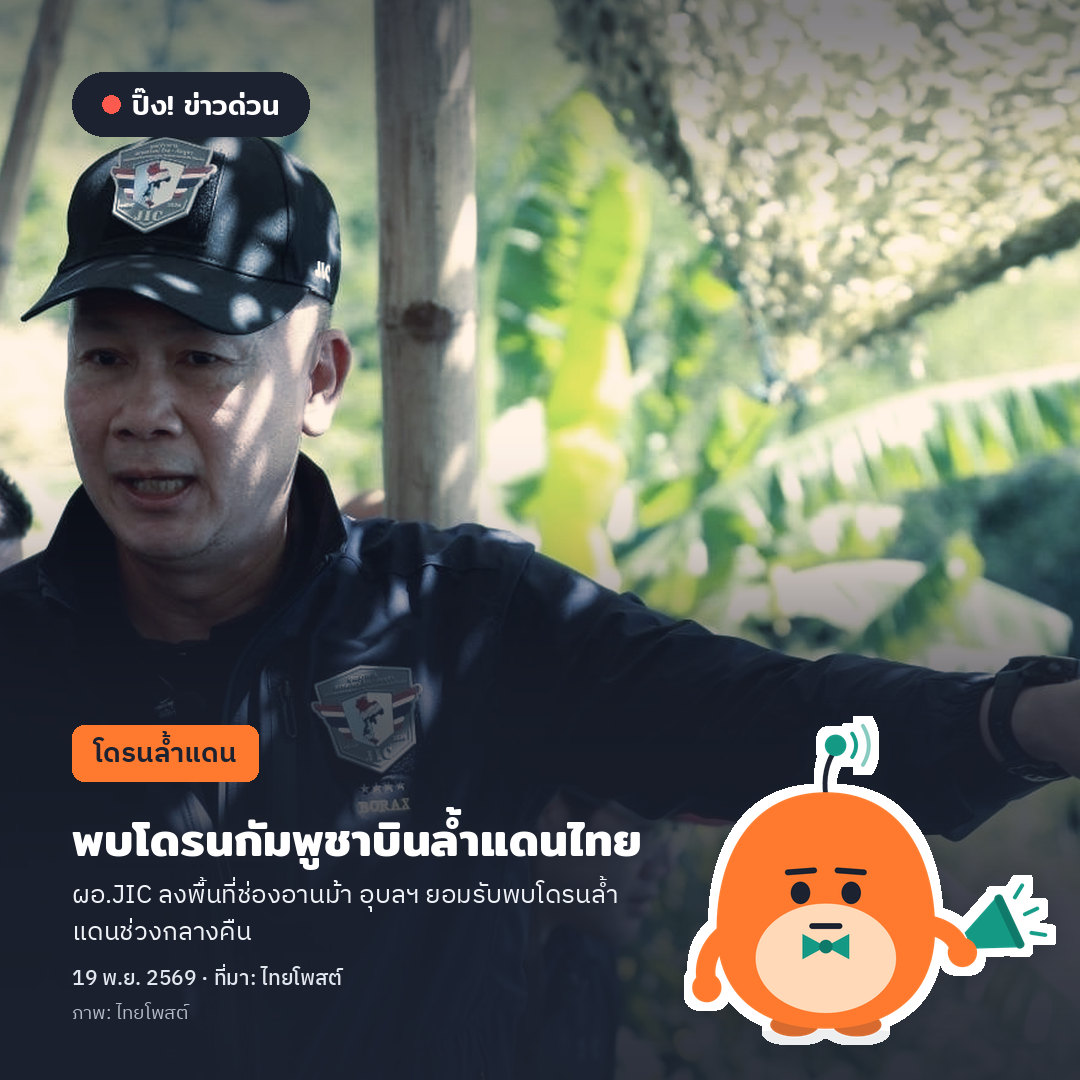 ปิ๊ง! ข่าวด่วน
JIC
JIC
JIC
BORAX
โดรนล้ำแดน
พบโดรนกัมพูชาบินล้ำแดนไทย
ผอ.JIC ลงพื้นที่ช่องอานม้า อุบลฯ ยอมรับพบโดรนล้ำ
แดนช่วงกลางคืน
19 พ.ย. 2569 · ที่มา: ไทยโพสต์
ภาพ: ไทยโพสต์